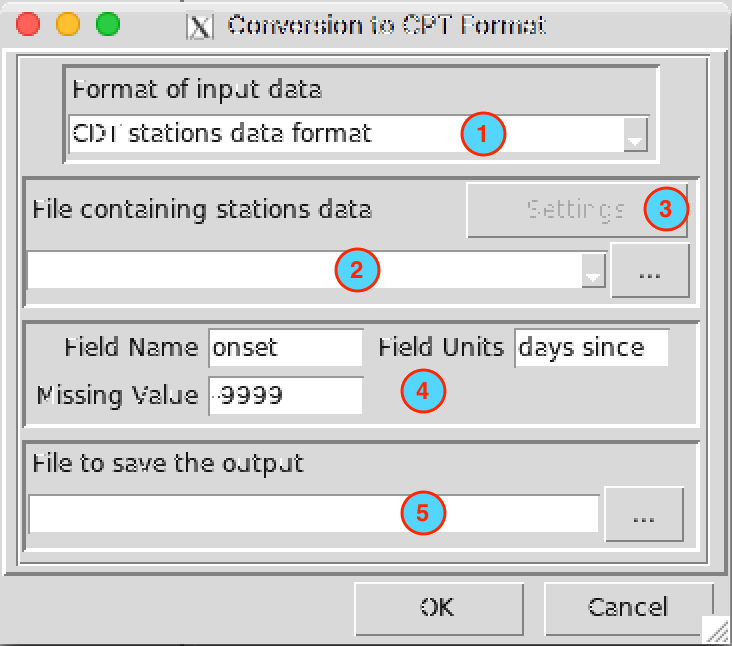 X Conversion to CPT Format
Format of input data
CDT stations data format 1
File containing stations data Settings 3
2 ...
Field Name onset Field Units days since
Missing Value -9999 4
File to save the output
5 ...
OK Cancel